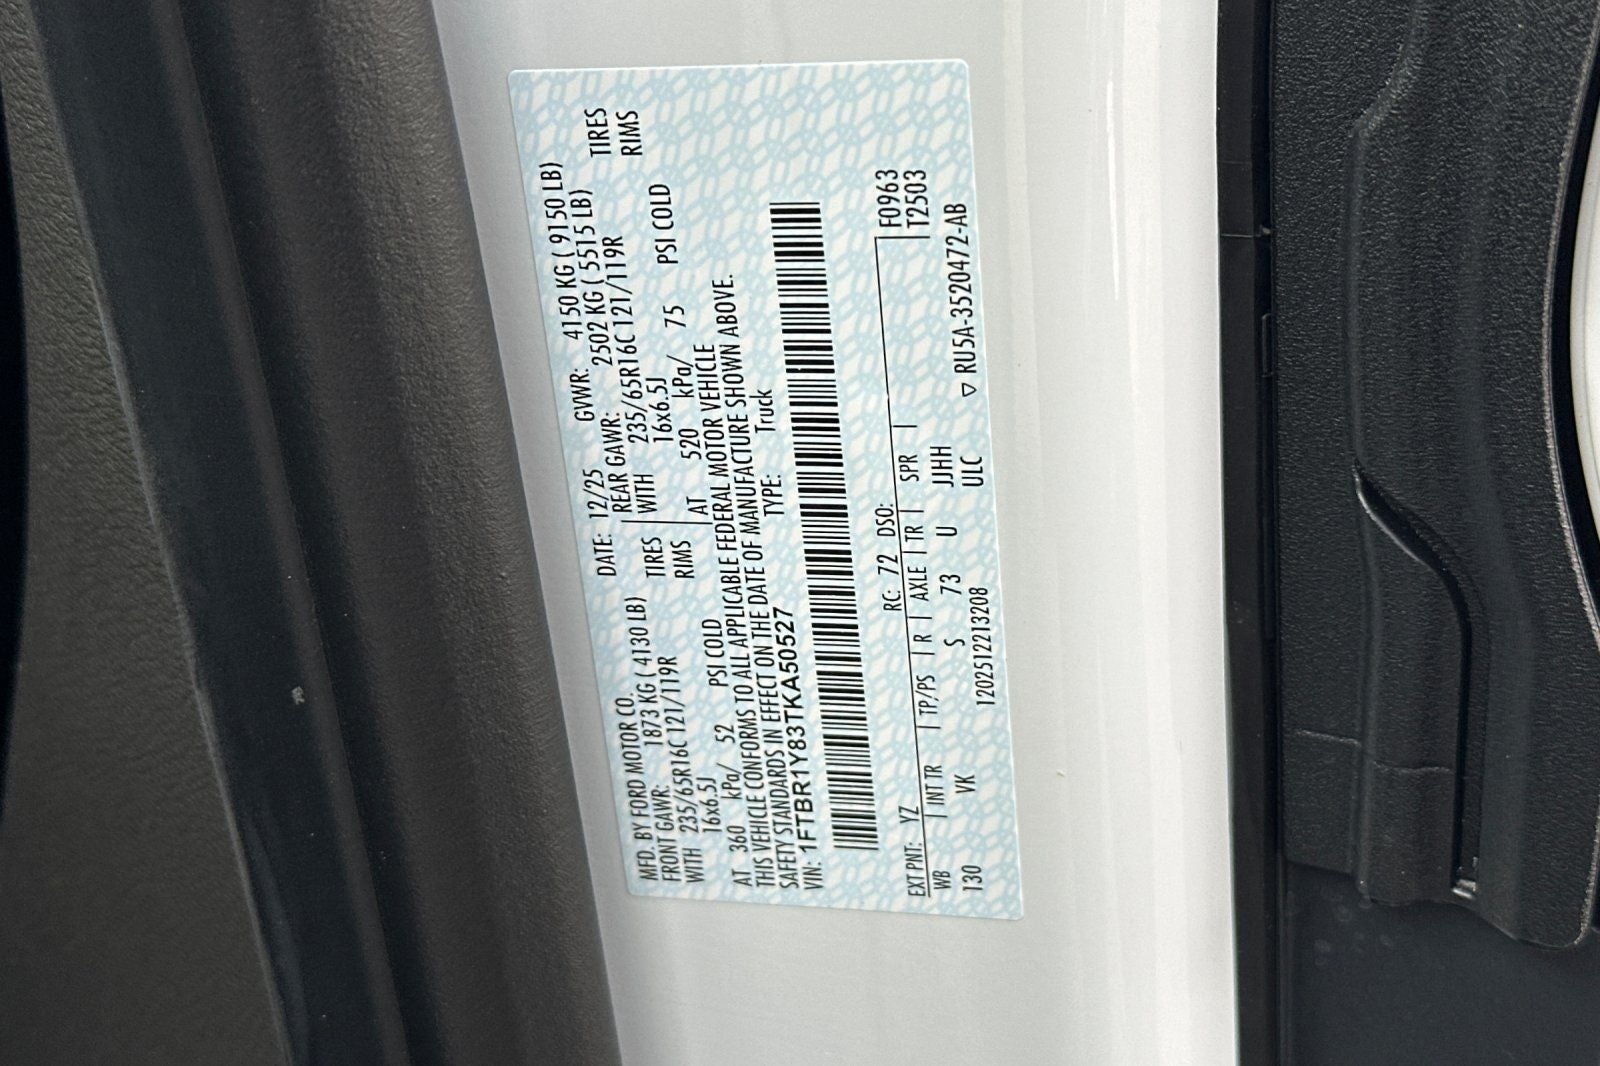 MFD. BY FORD MOTOR CO.
DATE: 12/25 GVWR: 4150 KG ( 9150 LB)
FRONT GAWR: 1873 KG ( 4130 LB) REAR GAWR: 2502 KG ( 5515 LB)
WITH 235/65R16C 121/119R TIRES WITH 235/65R16C 121/119R TIRES
16x6.5J RIMS 16x6.5J RIMS
AT 360 kPa/ 52 PSI COLD AT 520 kPa/ 75 PSI COLD
THIS VEHICLE CONFORMS TO ALL APPLICABLE FEDERAL MOTOR VEHICLE
SAFETY STANDARDS IN EFFECT ON THE DATE OF MANUFACTURE SHOWN ABOVE.
VIN: 1FTBR1Y83TKA50527 TYPE: Truck
F0963
T2503
EXT PNT: YZ RC: 72 DSO:
WB INT TR TP/PS R AXLE TR SPR
130 VK S 73 U JJHH
ULC
▽ RU5A-3520472-AB
12025122132​08